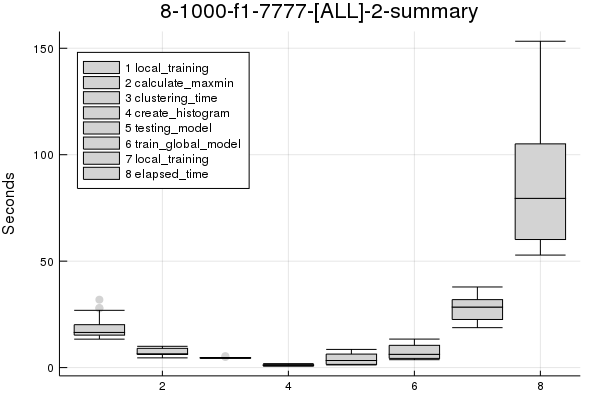 8-1000-f1-7777-[ALL]-2-summary
Seconds
150
100
50
0
1 local_training
2 calculate_maxmin
3 clustering_time
4 create_histogram
5 testing_model
6 train_global_model
7 local_training
8 elapsed_time
2
4
6
8